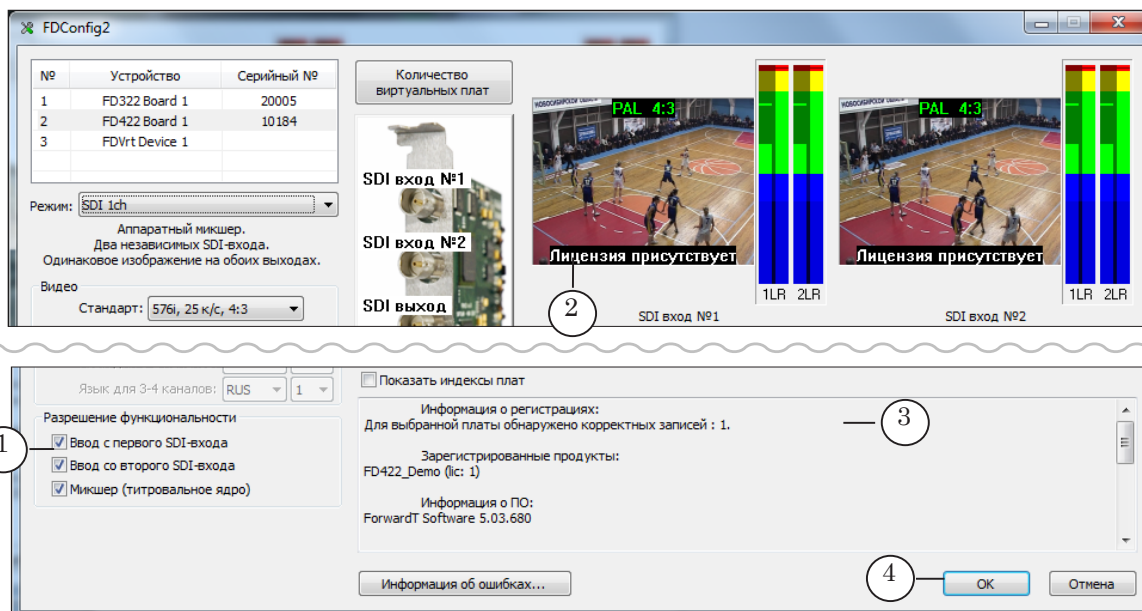 FDConfig2
№ Устройство Серийный №
1 FD322 Board 1 20005
2 FD422 Board 1 10184
3 FDVrt Device 1
Режим: SDI 1ch
Аппаратный микшер.
Два независимых SDI-входа.
Одинаковое изображение на обоих выходах.
Видео
Стандарт: 576i, 25 к/с, 4:3
Количество
виртуальных плат
SDI вход №1
SDI вход №2
SDI выход
НОВОСИБИРСКОЙ ОБЛАСТИ
PAL 4:3
Лицензия присутствует
2
1LR 2LR
SDI вход №1
НОВОСИБИРСКОЙ ОБЛАСТИ
PAL 4:3
Лицензия присутствует
1LR 2LR
SDI вход №2
Язык для 3-4 каналов: RUS 1
Разрешение функциональности
1
Ввод с первого SDI-входа
Ввод со второго SDI-входа
Микшер (титровальное ядро)
Показать индексы плат
Информация о регистрациях:
Для выбранной платы обнаружено корректных записей : 1.
3
Зарегистрированные продукты:
FD422_Demo (lic: 1)
Информация о ПО:
ForwardT Software 5.03.680
Информация об ошибках...
4
OK
Отмена